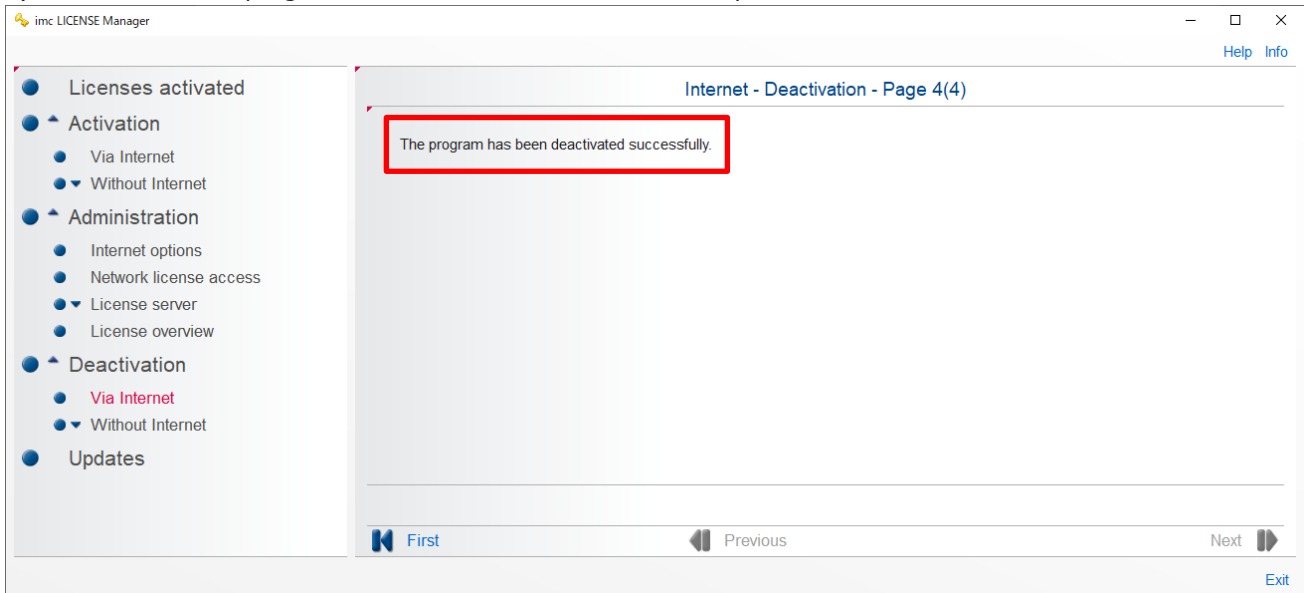 imc LICENSE Manager
Help Info
Licenses activated
Activation
Via Internet
Without Internet
Administration
Internet options
Network license access
License server
License overview
Deactivation
Via Internet
Without Internet
Updates
Internet - Deactivation - Page 4(4)
The program has been deactivated successfully.
First Previous Next
Exit